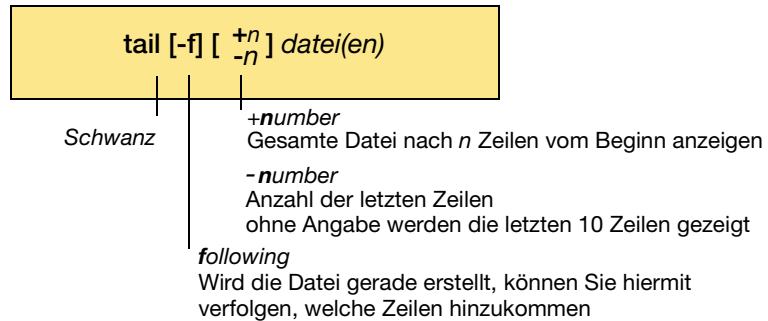 tail [-f] [ +n -n ] datei(en)
Schwanz
+number
Gesamte Datei nach n Zeilen vom Beginn anzeigen
-number
Anzahl der letzten Zeilen
ohne Angabe werden die letzten 10 Zeilen gezeigt
following
Wird die Datei gerade erstellt, können Sie hiermit
verfolgen, welche Zeilen hinzukommen